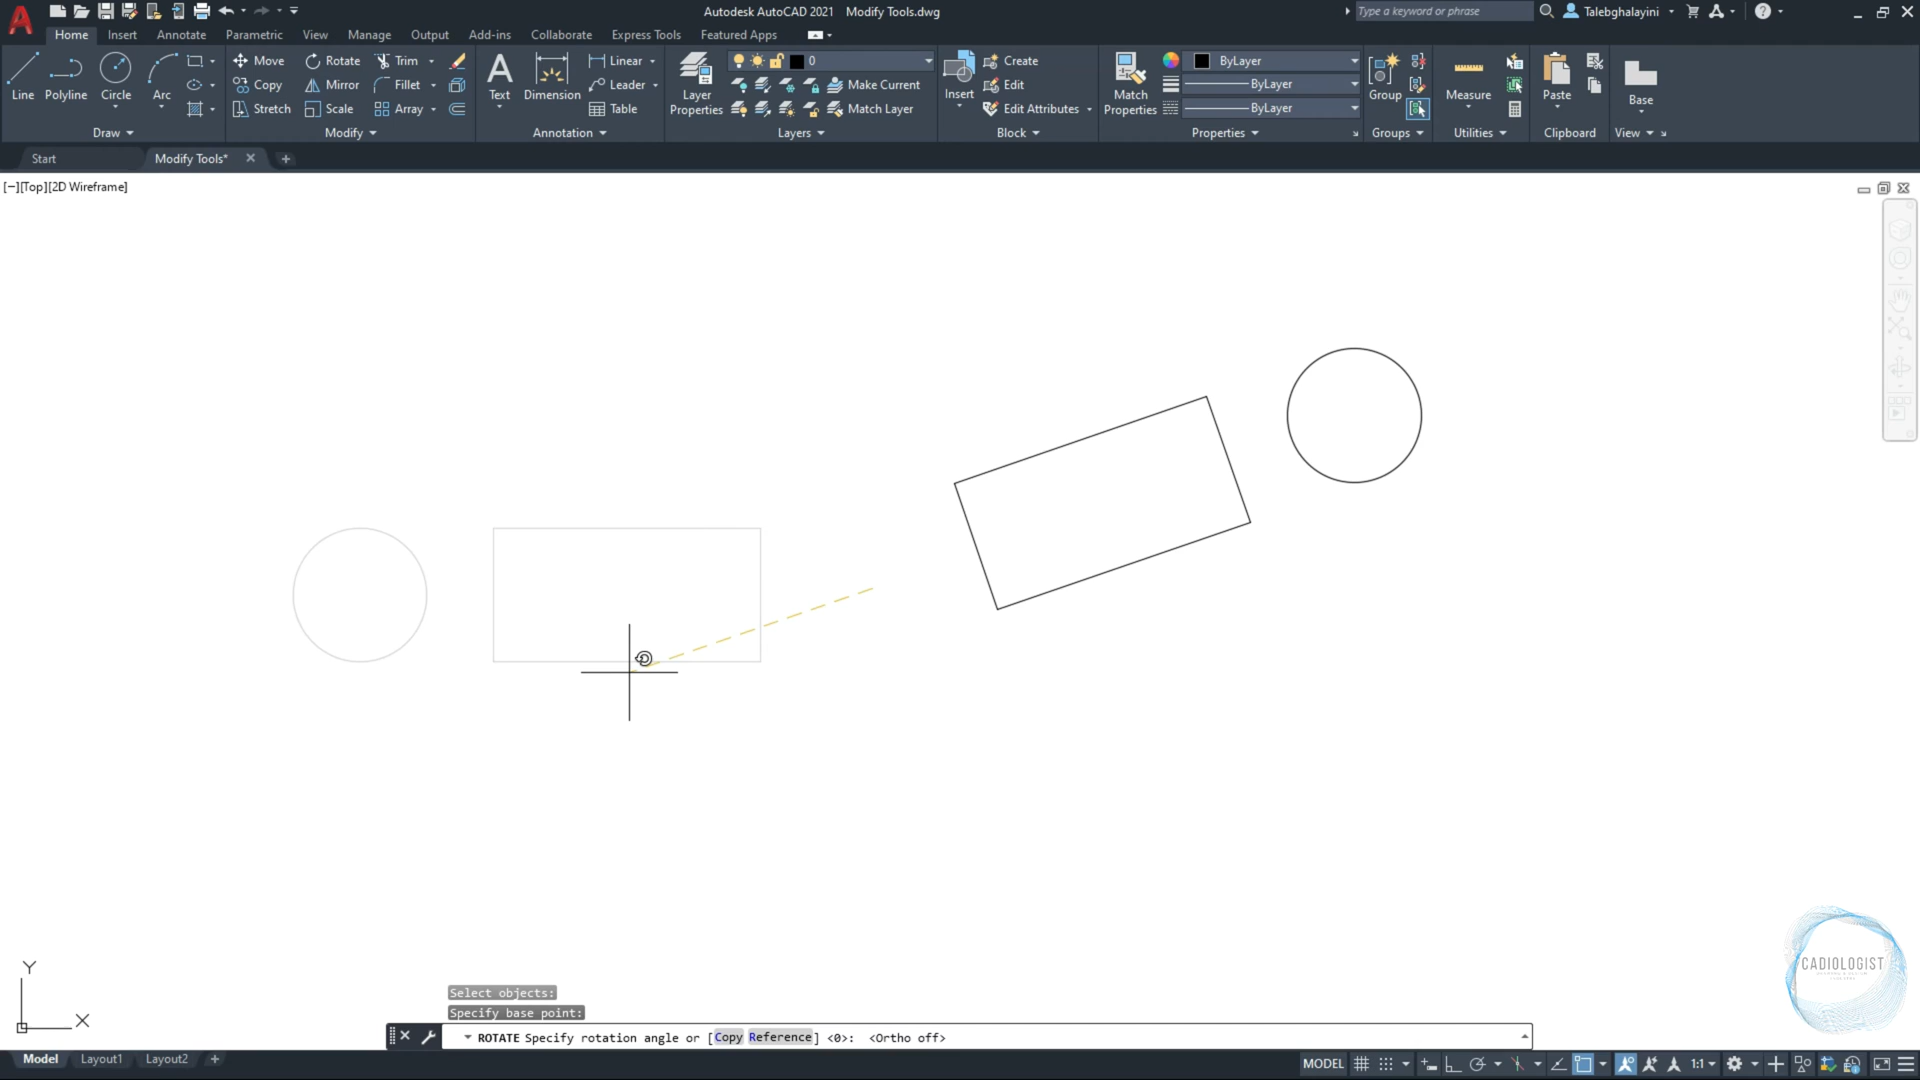 Autodesk AutoCAD 2021 Modify Tools.dwg
Type a keyword or phrase
Talebghalayini
Home Insert Annotate Parametric View Manage Output Add-ins Collaborate Express Tools Featured Apps
Line
Polyline
Circle
Arc
Draw
Move
Rotate
Trim
Copy
Mirror
Fillet
Stretch
Scale
Array
Modify
Text
Dimension
Linear
Leader
Table
Annotation
Layer
Properties
0
Make Current
Match Layer
Layers
Insert
Create
Edit
Edit Attributes
Block
Match
Properties
ByLayer
ByLayer
ByLayer
Properties
Group
Groups
Measure
Utilities
Paste
Clipboard
Base
View
Start
Modify Tools*
[−][Top][2D Wireframe]
Y
X
CADIOLOGIST
Select objects:
Specify base point:
ROTATE Specify rotation angle or [Copy Reference] <0>: <Ortho off>
Model Layout1 Layout2
MODEL
1:1